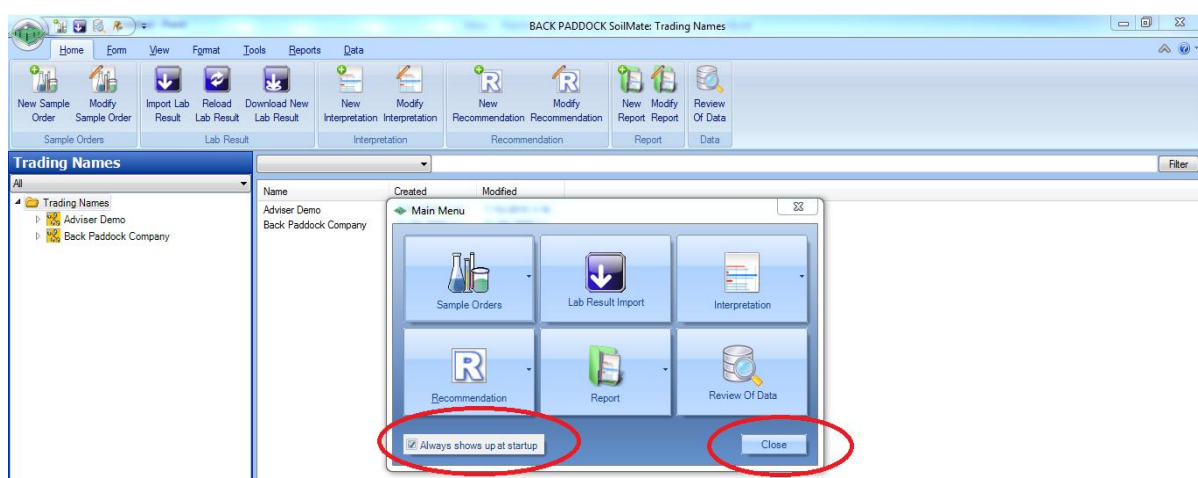 BACK PADDOCK SoilMate: Trading Names
Home Form View Format Tools Reports Data
New Sample Order
Modify Sample Order
Import Lab Result
Reload Lab Result
Download New Lab Result
New Interpretation
Modify Interpretation
New Recommendation
Modify Recommendation
New Report
Modify Report
Review Of Data
Sample Orders
Lab Result
Interpretation
Recommendation
Report
Data
Trading Names
Filter
All
Trading Names
Adviser Demo
Back Paddock Company
Name Created Modified
Adviser Demo
Back Paddock Company
Main Menu
Sample Orders
Lab Result Import
Interpretation
Recommendation
Report
Review Of Data
Always shows up at startup
Close